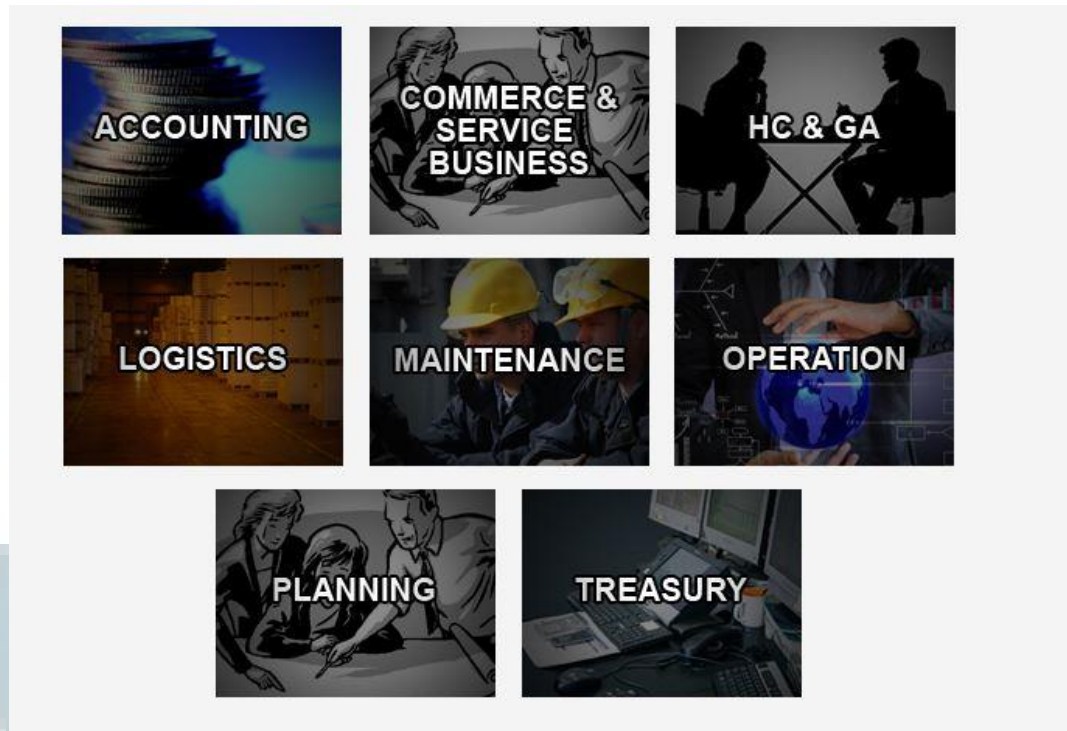 ACCOUNTING
COMMERCE &
SERVICE
BUSINESS
HC & GA
LOGISTICS
MAINTENANCE
OPERATION
PLANNING
TREASURY